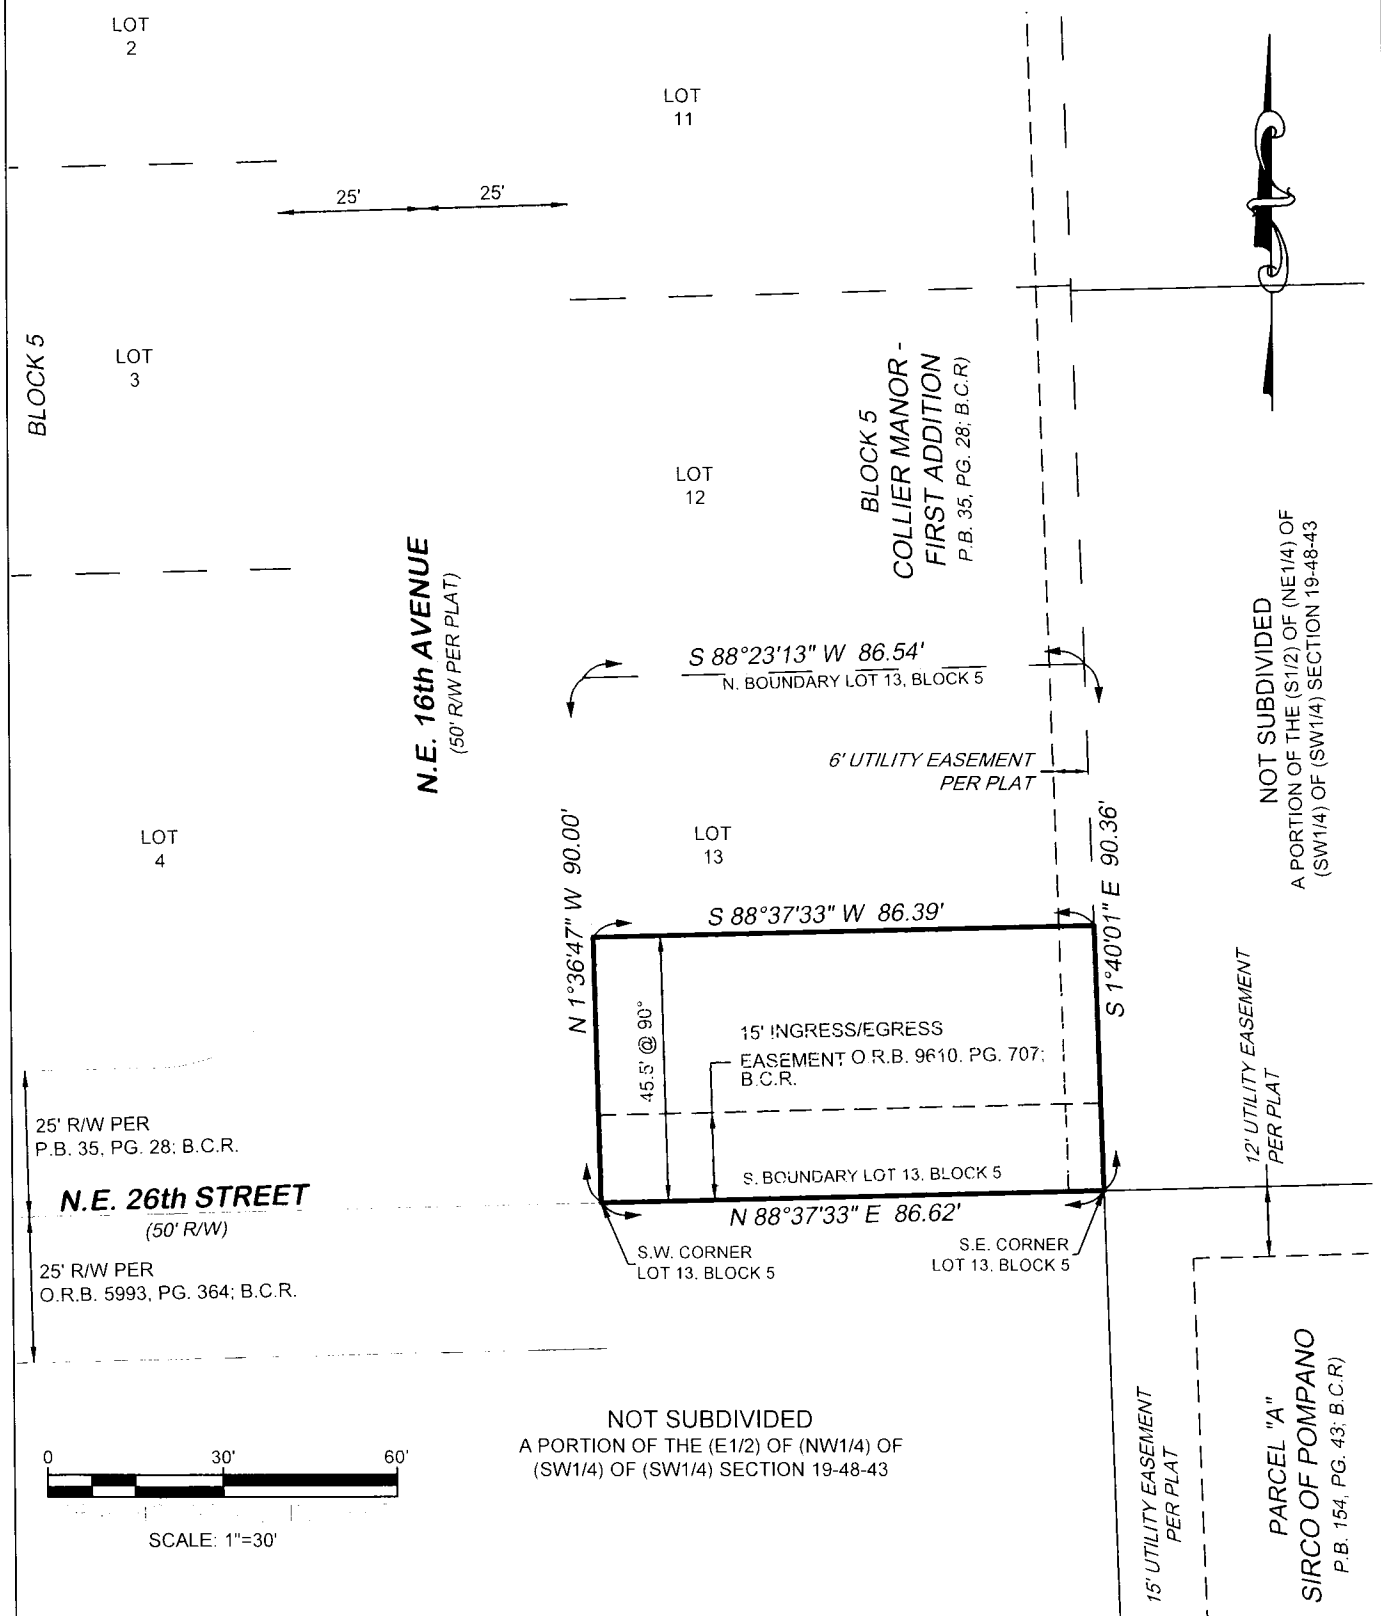 LOT
2
LOT
11
25'
25'
BLOCK 5
LOT
3
BLOCK 5
COLLIER MANOR -
FIRST ADDITION
P.B. 35, PG. 28; B.C.R)
LOT
12
N.E. 16th AVENUE
(50' R/W PER PLAT)
NOT SUBDIVIDED
A PORTION OF THE (S1/2) OF (NE1/4) OF
(SW1/4) OF (SW1/4) SECTION 19-48-43
S 88°23'13" W 86.54'
N. BOUNDARY LOT 13, BLOCK 5
6' UTILITY EASEMENT
PER PLAT
LOT
4
LOT
13
N 1°36'47" W 90.00'
S 1°40'01" E 90.36'
S 88°37'33" W 86.39'
45.5' @ 90°
15' INGRESS/EGRESS
EASEMENT O.R.B. 9610. PG. 707;
B.C.R.
12' UTILITY EASEMENT
PER PLAT
25' R/W PER
P.B. 35, PG. 28; B.C.R.
S. BOUNDARY LOT 13, BLOCK 5
N.E. 26th STREET
(50' R/W)
N 88°37'33" E 86.62'
S.W. CORNER
LOT 13, BLOCK 5
S.E. CORNER
LOT 13, BLOCK 5
25' R/W PER
O.R.B. 5993, PG. 364; B.C.R.
NOT SUBDIVIDED
A PORTION OF THE (E1/2) OF (NW1/4) OF
(SW1/4) OF (SW1/4) SECTION 19-48-43
15' UTILITY EASEMENT
PER PLAT
PARCEL "A"
SIRCO OF POMPANO
P.B. 154, PG. 43; B.C.R)
0 30' 60'
SCALE: 1"=30'